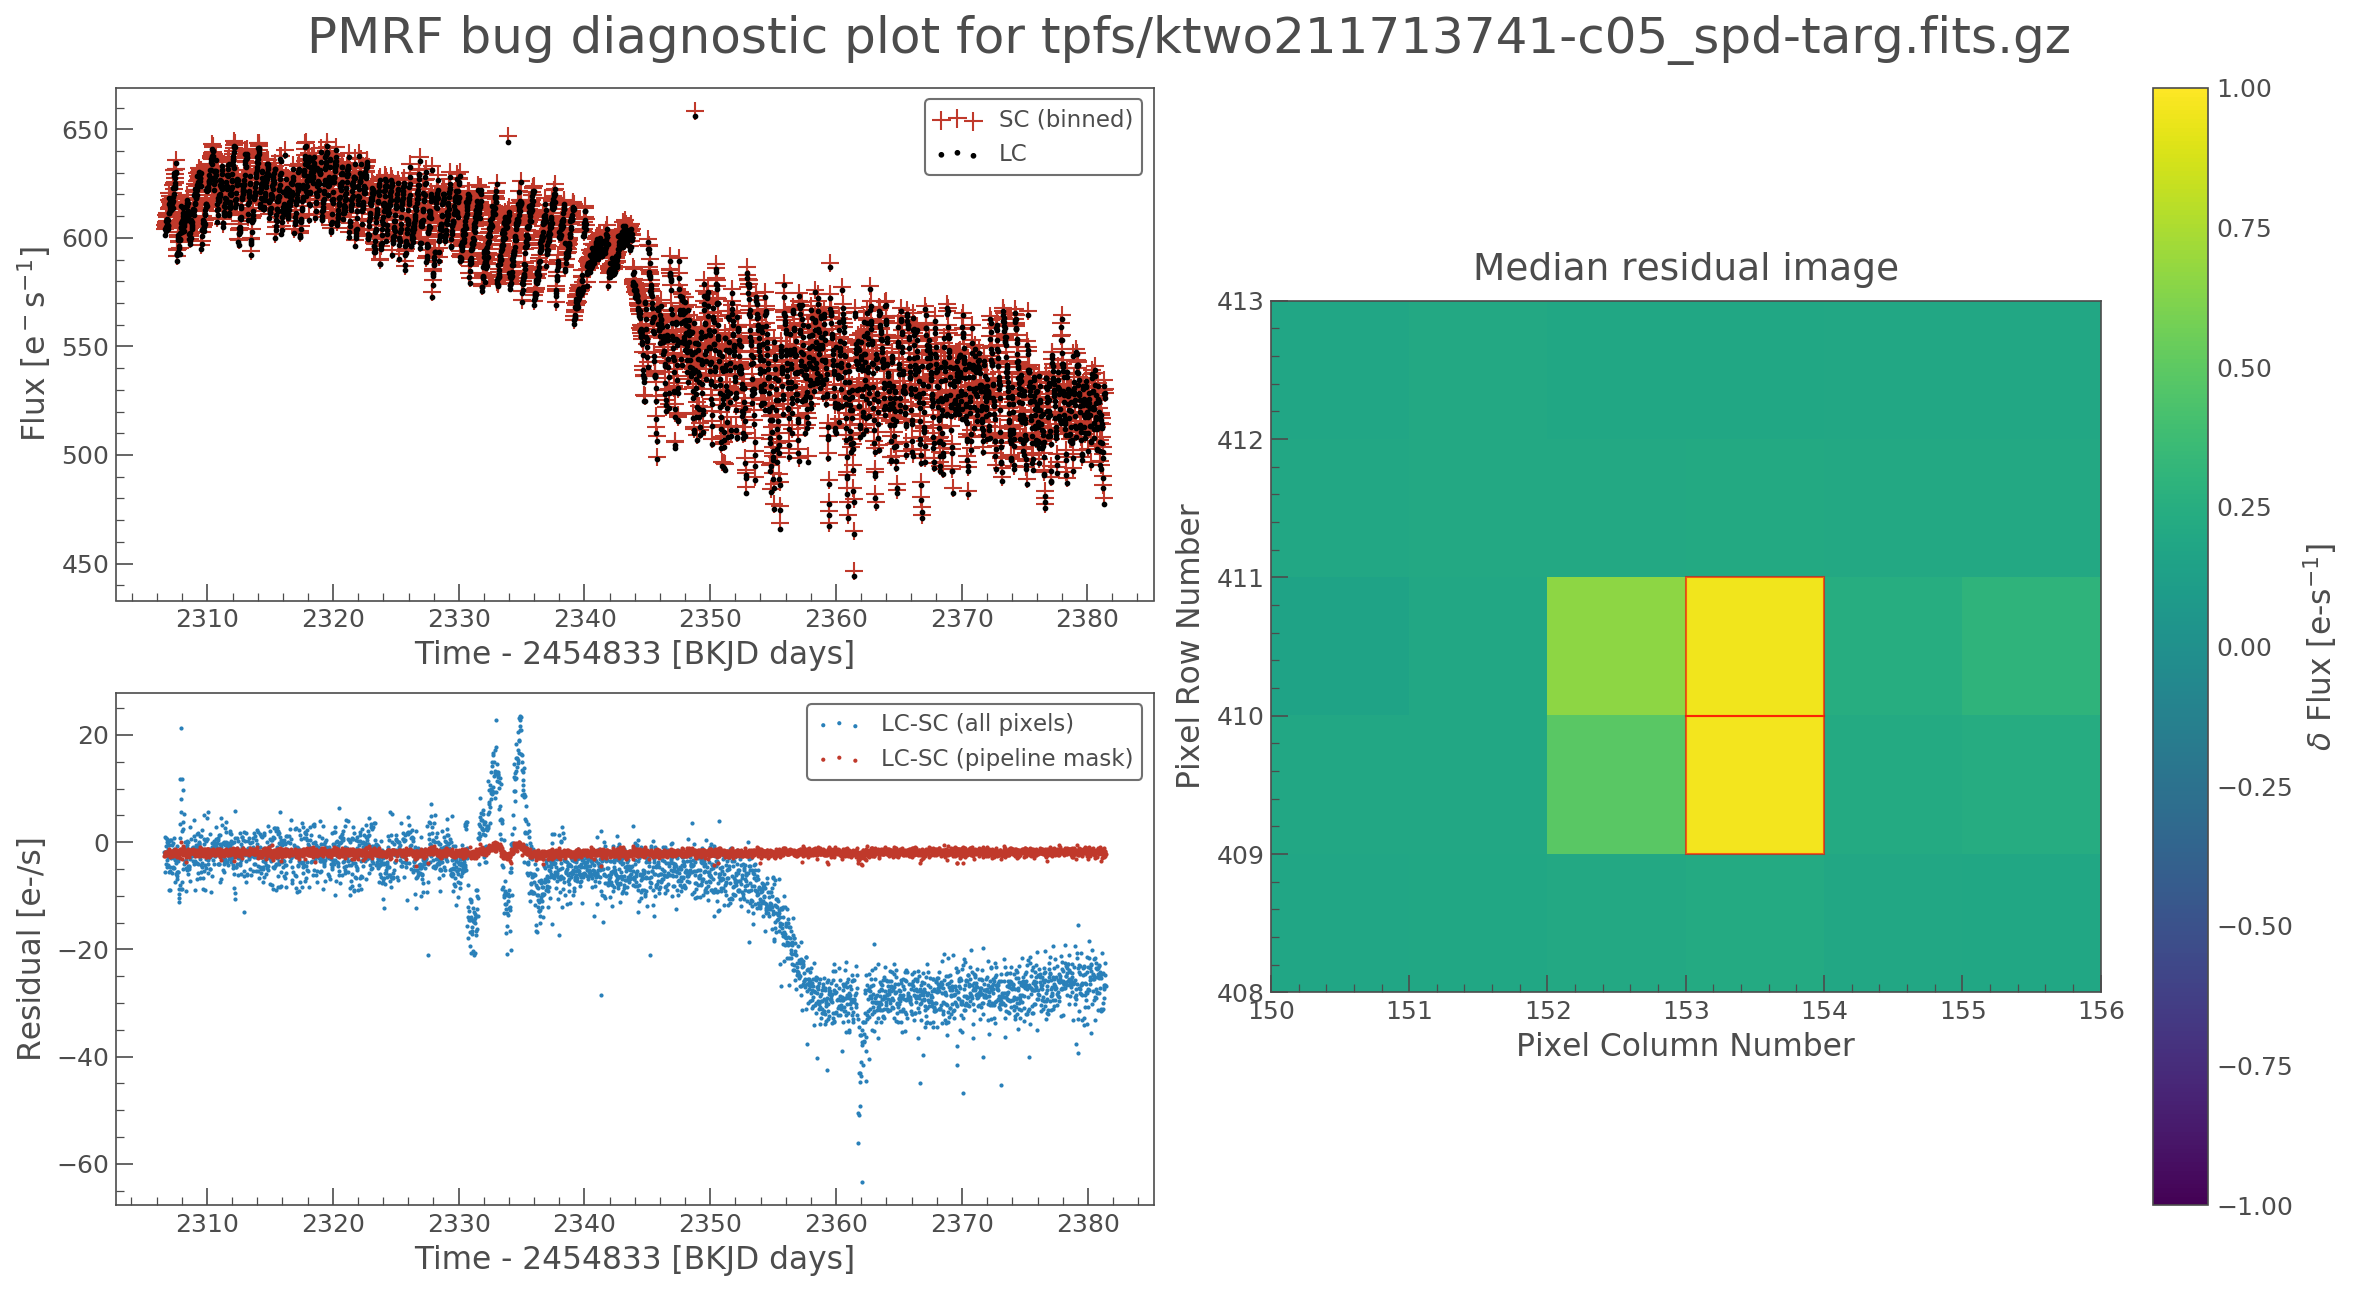 PMRF bug diagnostic plot for tpfs/ktwo211713741-c05_spd-targ.fits.gz
SC (binned)
LC
650
600
550
500
450
Flux [e⁻ s⁻¹]
2310 2320 2330 2340 2350 2360 2370 2380
Time - 2454833 [BKJD days]
LC-SC (all pixels)
LC-SC (pipeline mask)
20
0
−20
−40
−60
Residual [e-/s]
2310 2320 2330 2340 2350 2360 2370 2380
Time - 2454833 [BKJD days]
Median residual image
413
412
411
410
409
408
Pixel Row Number
150 151 152 153 154 155 156
Pixel Column Number
1.00
0.75
0.50
0.25
0.00
−0.25
−0.50
−0.75
−1.00
δ Flux [e-s⁻¹]